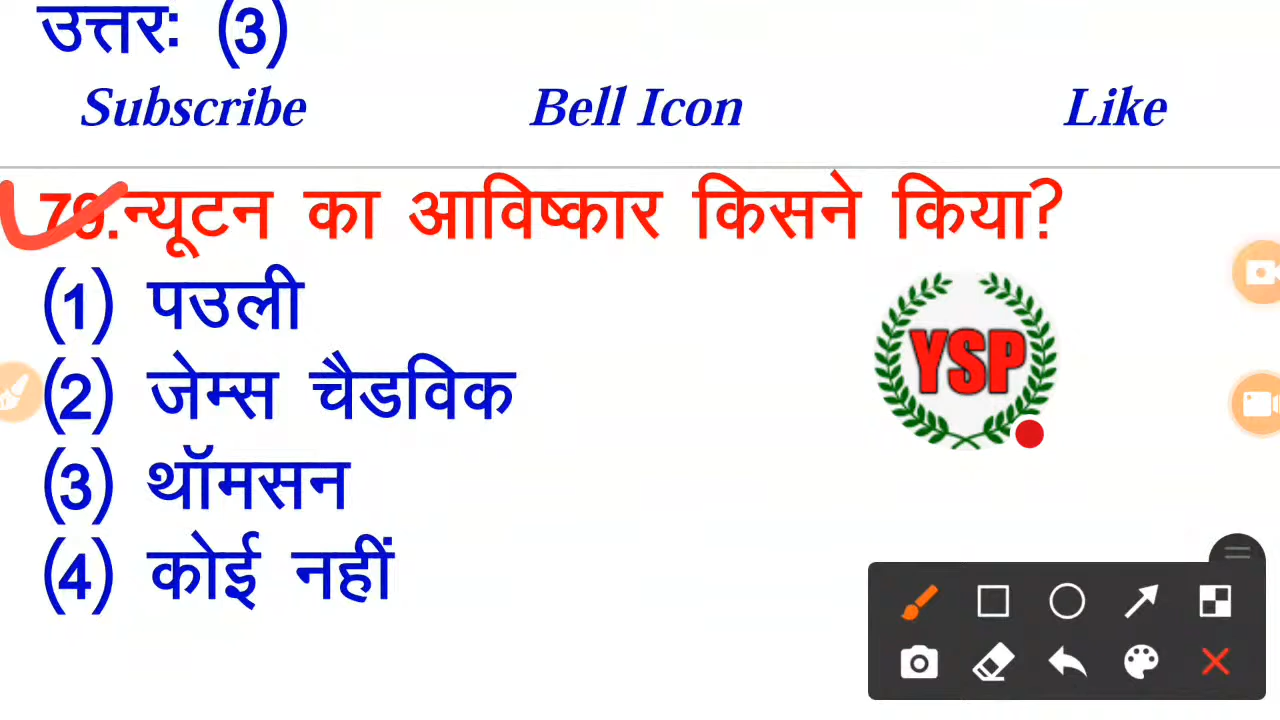 उत्तरः (3)
Subscribe Bell Icon Like
79.न्यूटन का आविष्कार किसने किया?
(1) पउली
(2) जेम्स चैडविक
(3) थॉमसन
(4) कोई नहीं
YSP